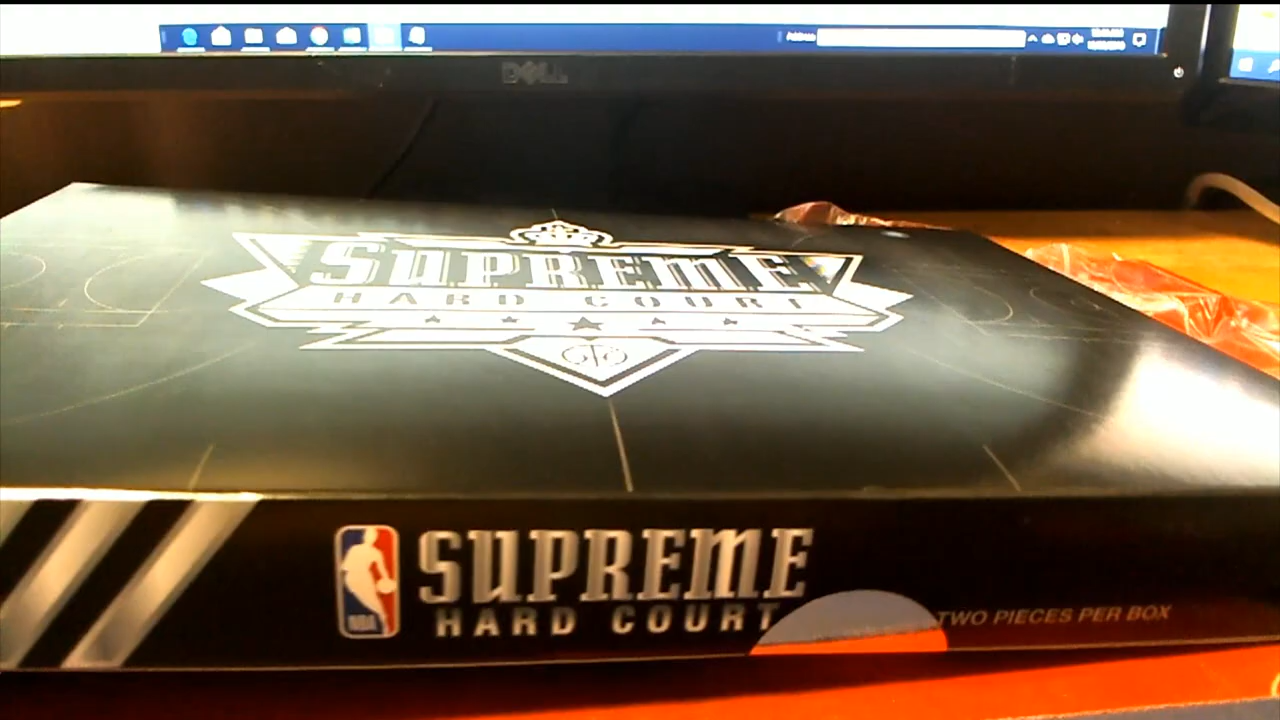 DELL
SUPREME
HARD COURT
NBA
SUPREME
HARD COURT
TWO PIECES PER BOX